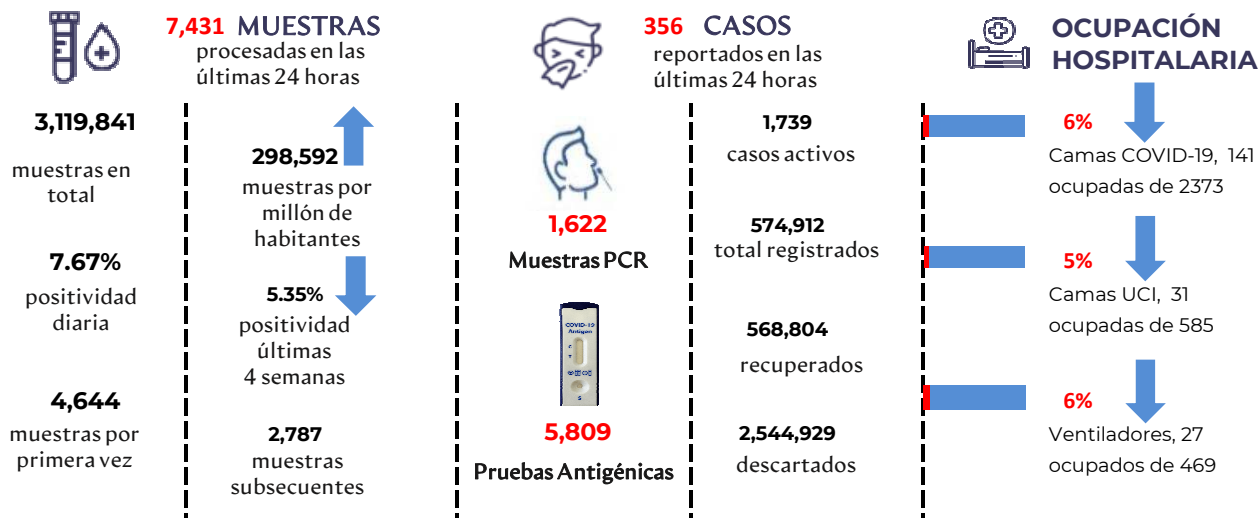 7,431 MUESTRAS
procesadas en las
últimas 24 horas
3,119,841
muestras en
total
7.67%
positividad
diaria
4,644
muestras por
primera vez
298,592
muestras por
millón de
habitantes
5.35%
positividad
últimas
4 semanas
2,787
muestras
subsecuentes
356 CASOS
reportados en las
últimas 24 horas
1,622
Muestras PCR
COVID-19
Antigen
C
T
S
5,809
Pruebas Antigénicas
1,739
casos activos
574,912
total registrados
568,804
recuperados
2,544,929
descartados
OCUPACIÓN
HOSPITALARIA
6%
Camas COVID-19, 141
ocupadas de 2373
5%
Camas UCI, 31
ocupadas de 585
6%
Ventiladores, 27
ocupados de 469